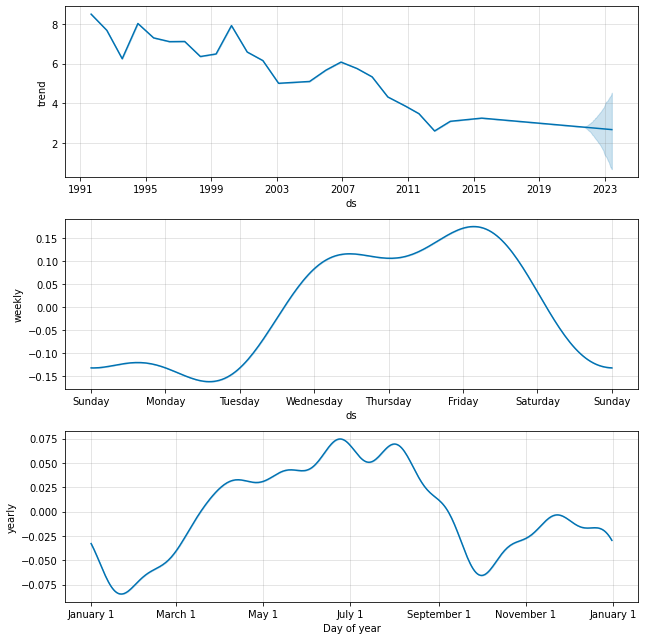 8
6
4
2
trend
1991 1995 1999 2003 2007 2011 2015 2019 2023
ds
0.15
0.10
0.05
0.00
−0.05
−0.10
−0.15
weekly
Sunday Monday Tuesday Wednesday Thursday Friday Saturday Sunday
ds
0.075
0.050
0.025
0.000
−0.025
−0.050
−0.075
yearly
January 1 March 1 May 1 July 1 September 1 November 1 January 1
Day of year